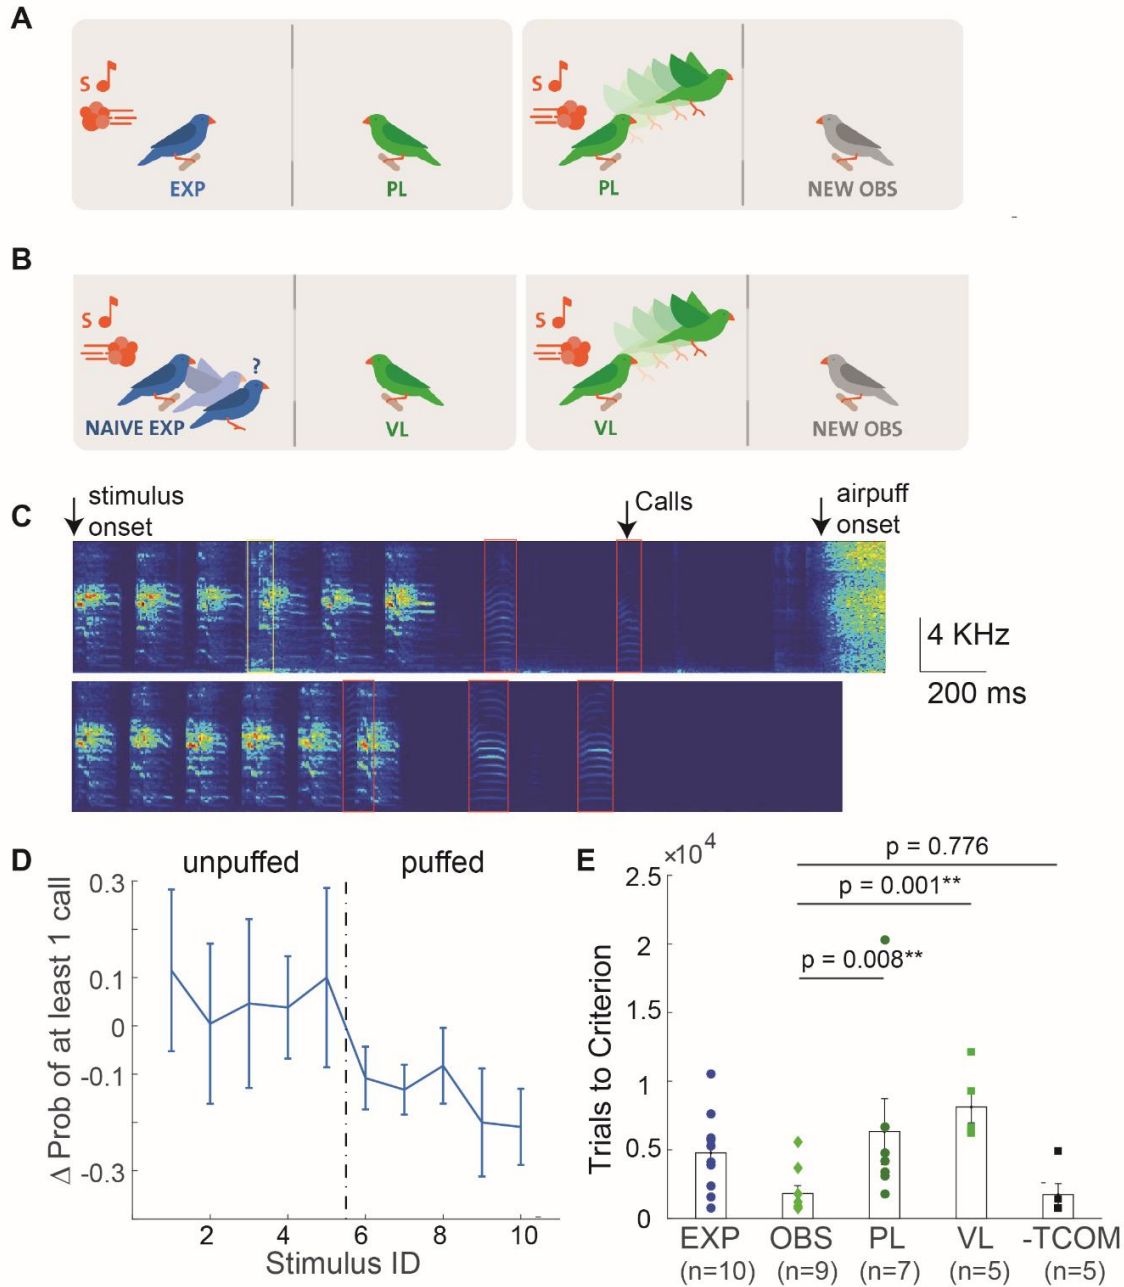 A
S
EXP
PL
S
PL
NEW OBS
B
S
?
NAIVE EXP
VL
S
VL
NEW OBS
C
stimulus
onset
Calls
airpuff
onset
4 KHz
200 ms
D
unpuffed
puffed
Δ Prob of at least 1 call
0.3
0.1
0
-0.1
-0.3
2
4
6
8
10
Stimulus ID
E
×10⁴
Trials to Criterion
2.5
2
1.5
1
0.5
0
p = 0.776
p = 0.001**
p = 0.008**
EXP OBS PL VL -TCOM
(n=10) (n=9) (n=7) (n=5) (n=5)